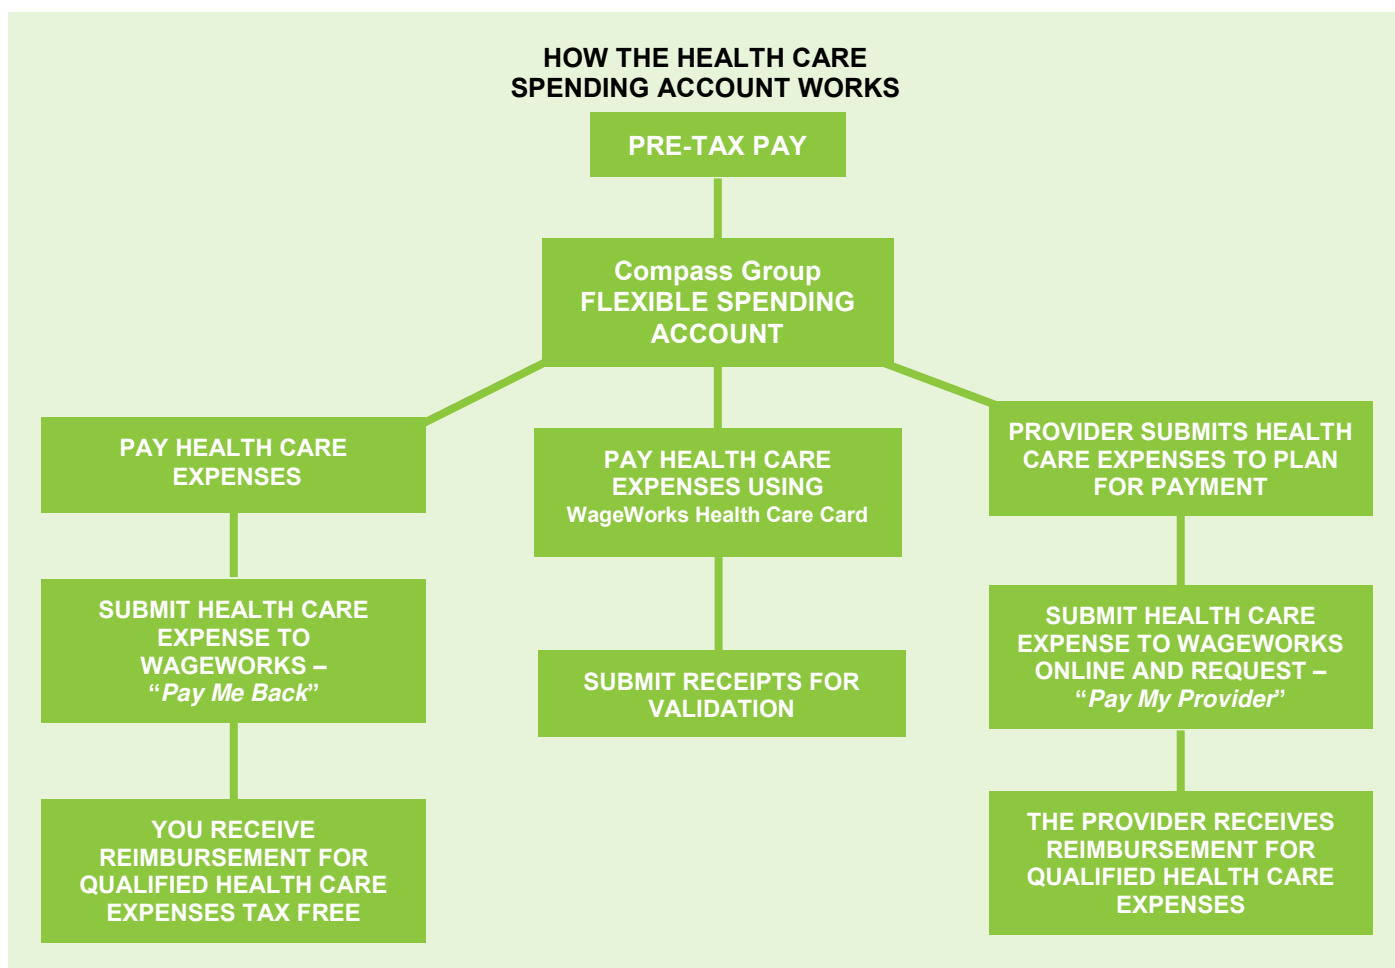 HOW THE HEALTH CARE
SPENDING ACCOUNT WORKS
PRE-TAX PAY
Compass Group
FLEXIBLE SPENDING
ACCOUNT
PAY HEALTH CARE
EXPENSES
SUBMIT HEALTH CARE
EXPENSE TO
WAGEWORKS –
“Pay Me Back”
YOU RECEIVE
REIMBURSEMENT FOR
QUALIFIED HEALTH CARE
EXPENSES TAX FREE
PAY HEALTH CARE
EXPENSES USING
WageWorks Health Care Card
SUBMIT RECEIPTS FOR
VALIDATION
PROVIDER SUBMITS HEALTH
CARE EXPENSES TO PLAN
FOR PAYMENT
SUBMIT HEALTH CARE
EXPENSE TO WAGEWORKS
ONLINE AND REQUEST –
“Pay My Provider”
THE PROVIDER RECEIVES
REIMBURSEMENT FOR
QUALIFIED HEALTH CARE
EXPENSES